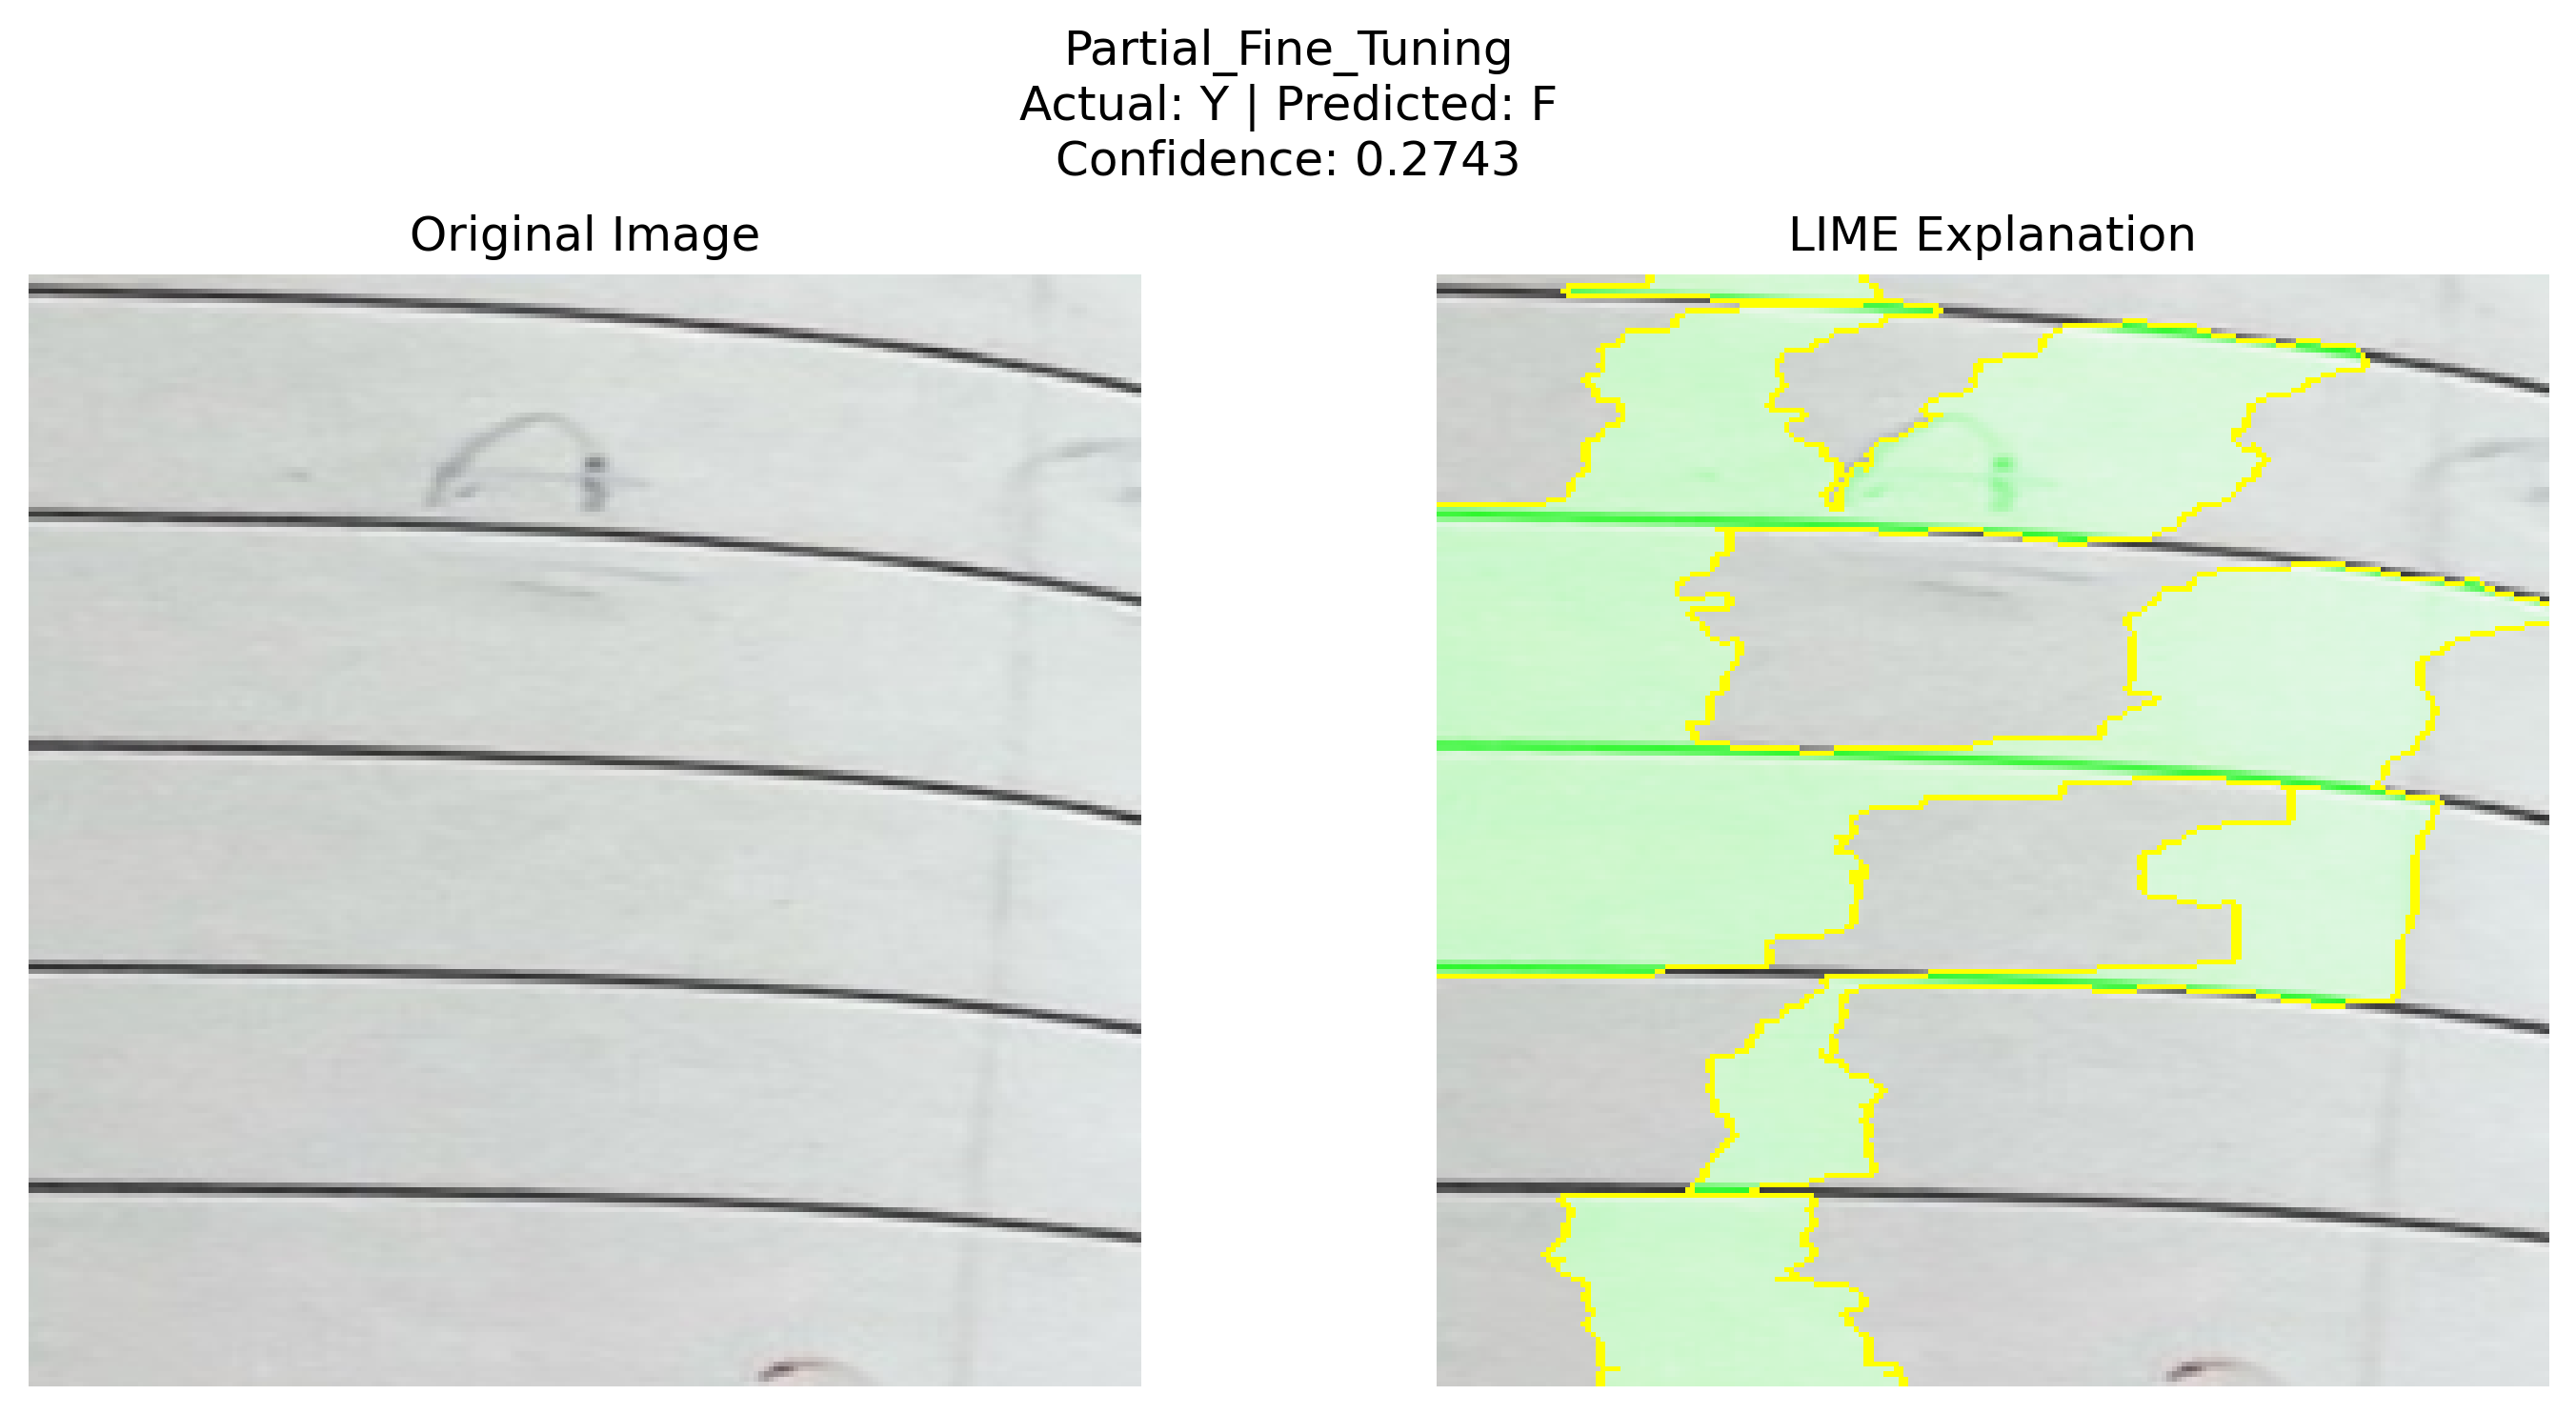 Partial_Fine_Tuning
Actual: Y | Predicted: F
Confidence: 0.2743
Original Image
LIME Explanation